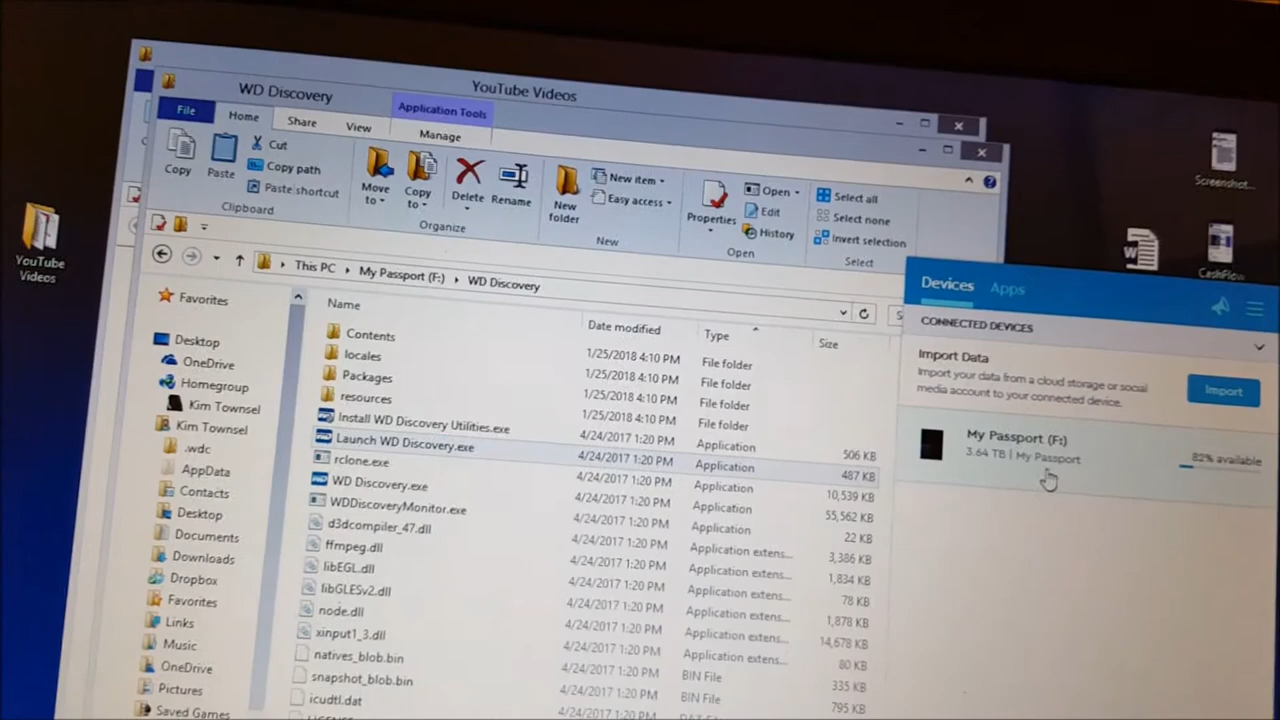 YouTube Videos
WD Discovery
Application Tools
File
Home
Share
View
Manage
Copy
Paste
Cut
Copy path
Paste shortcut
Clipboard
Move to
Copy to
Delete
Rename
Organize
New folder
New item
Easy access
New
Properties
Open
Edit
History
Open
Select all
Select none
Invert selection
Select
This PC
My Passport (F:)
WD Discovery
Favorites
Desktop
OneDrive
Homegroup
Kim Townsel
Kim Townsel
.wdc
AppData
Contacts
Desktop
Documents
Downloads
Dropbox
Favorites
Links
Music
OneDrive
Pictures
Saved Games
Name Date modified Type Size
Contents 1/25/2018 4:10 PM File folder
locales 1/25/2018 4:10 PM File folder
Packages 1/25/2018 4:10 PM File folder
resources 1/25/2018 4:10 PM File folder
Install WD Discovery Utilities.exe 4/24/2017 1:20 PM Application 506 KB
Launch WD Discovery.exe 4/24/2017 1:20 PM Application 487 KB
rclone.exe 4/24/2017 1:20 PM Application 10,539 KB
WD Discovery.exe 4/24/2017 1:20 PM Application 55,562 KB
WDDiscoveryMonitor.exe 4/24/2017 1:20 PM Application 22 KB
d3dcompiler_47.dll 4/24/2017 1:20 PM Application extens... 3,386 KB
ffmpeg.dll 4/24/2017 1:20 PM Application extens... 1,834 KB
libEGL.dll 4/24/2017 1:20 PM Application extens... 78 KB
libGLESv2.dll 4/24/2017 1:20 PM Application extens... 1,878 KB
node.dll 4/24/2017 1:20 PM Application extens... 14,678 KB
xinput1_3.dll 4/24/2017 1:20 PM Application extens... 80 KB
natives_blob.bin 4/24/2017 1:20 PM BIN File 335 KB
snapshot_blob.bin 4/24/2017 1:20 PM BIN File 795 KB
icudtl.dat
YouTube
Videos
Screenshot...
CashFlow
Devices
Apps
CONNECTED DEVICES
Import Data
Import your data from a cloud storage or social
media account to your connected device.
Import
My Passport (F:)
3.64 TB | My Passport
82% available